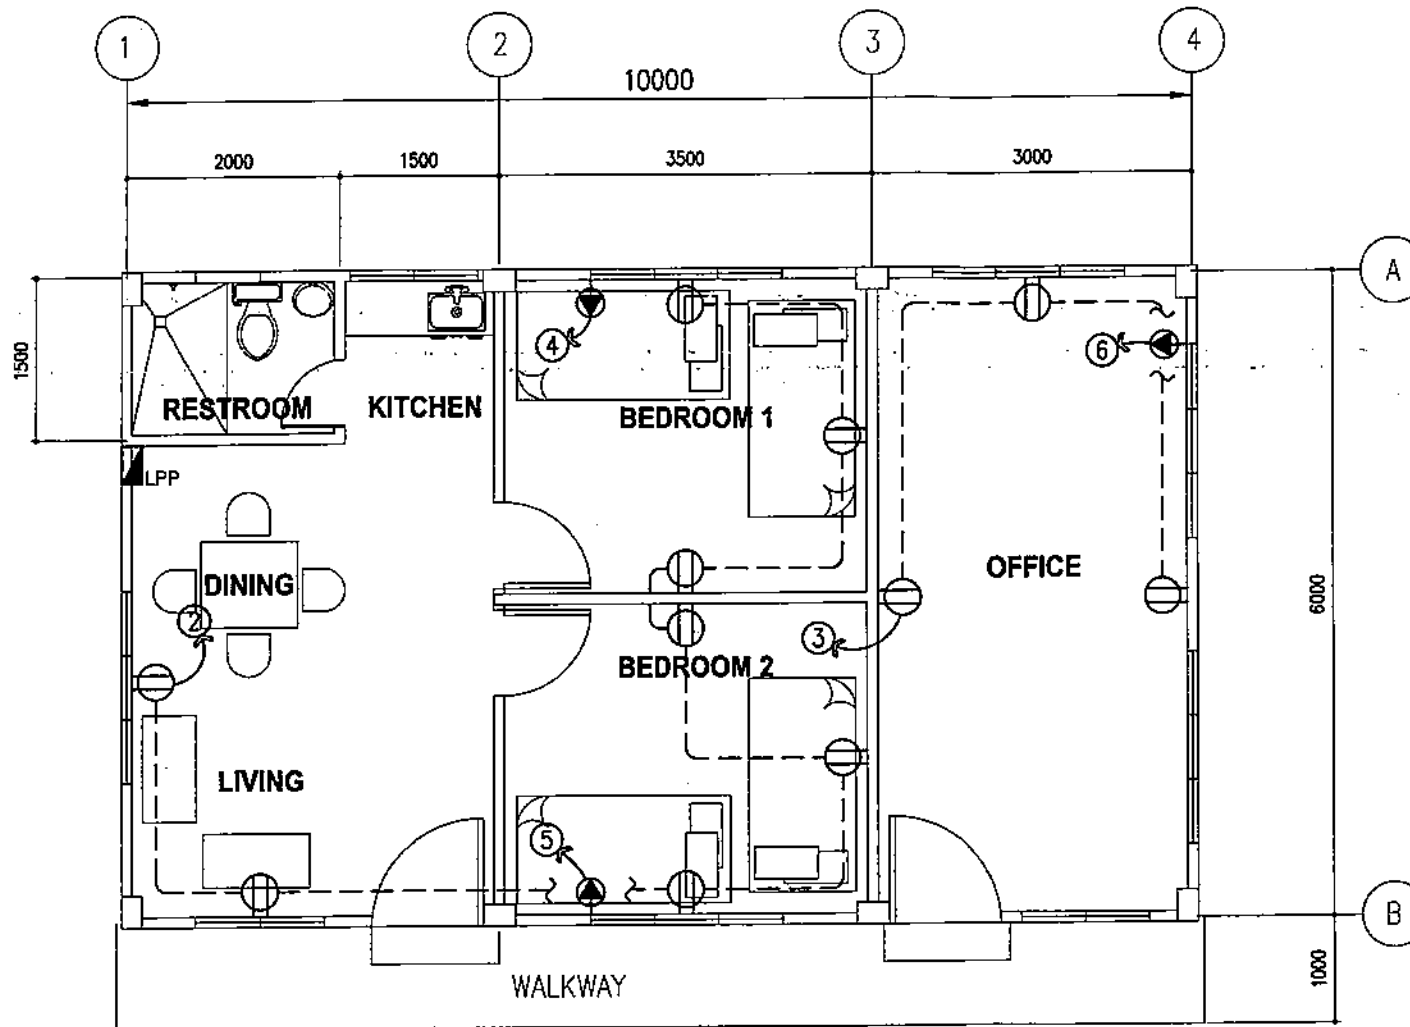 1
2
3
4
10000
2000
1500
3500
3000
A
1500
4
6
RESTROOM
KITCHEN
BEDROOM 1
LPP
DINING
OFFICE
6000
2
3
BEDROOM 2
LIVING
5
B
WALKWAY
1000